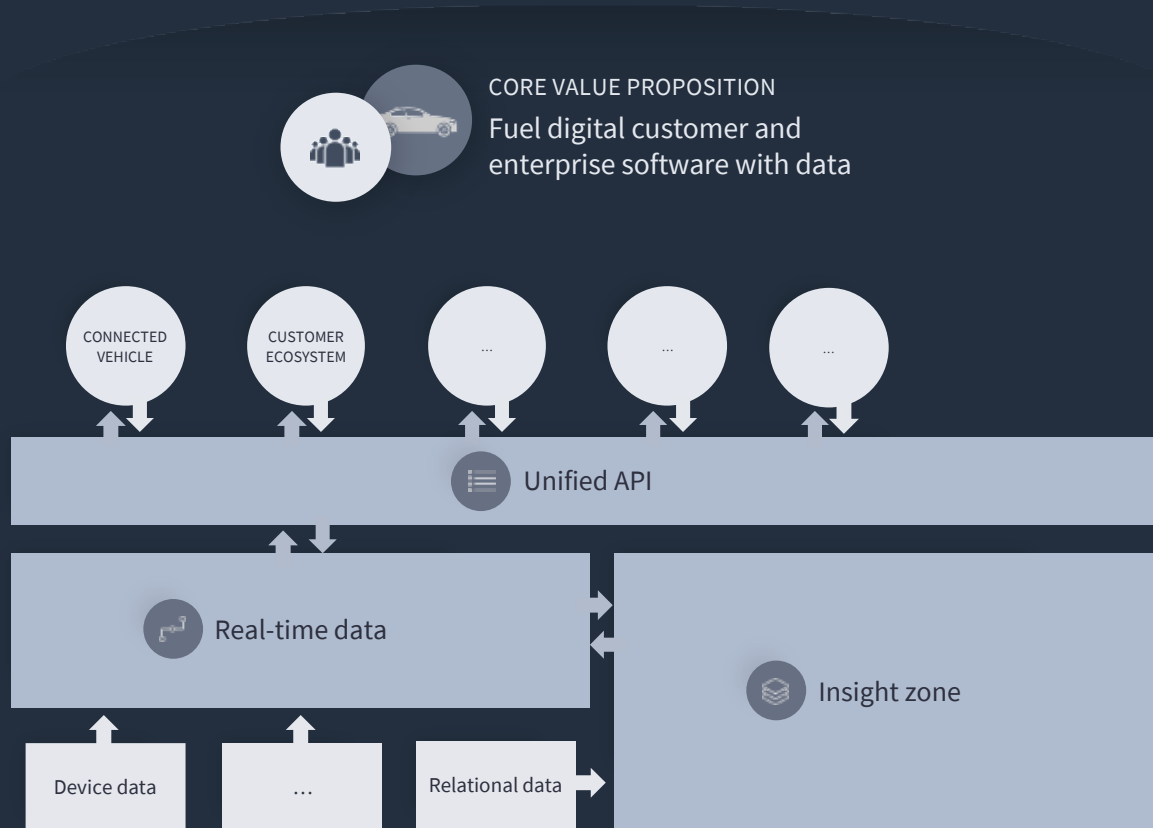 CORE VALUE PROPOSITION
Fuel digital customer and
enterprise software with data
CONNECTED
VEHICLE
CUSTOMER
ECOSYSTEM
...
...
...
Unified API
Real-time data
Insight zone
Device data
...
Relational data